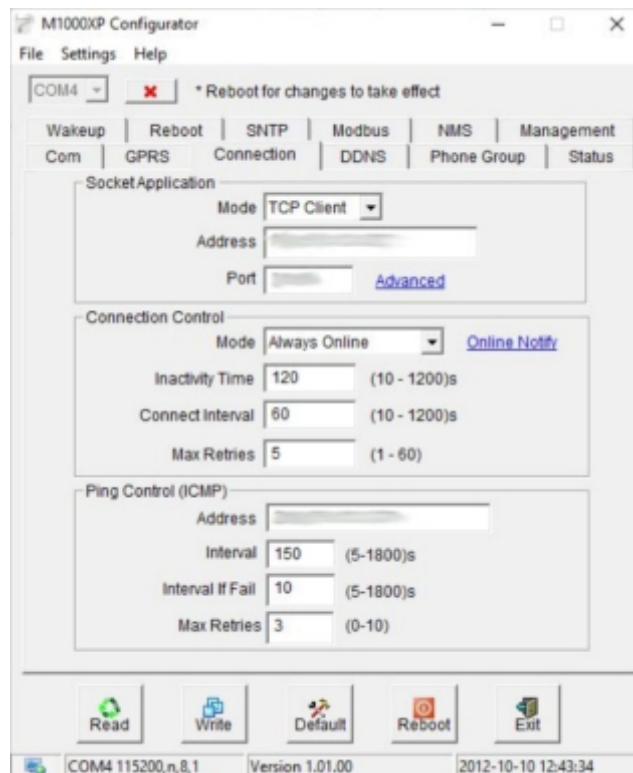 M1000XP Configurator
File Settings Help
COM4 * Reboot for changes to take effect
Wakeup Reboot SNTP Modbus NMS Management
Com GPRS Connection DDNS Phone Group Status
Socket Application
Mode TCP Client
Address
Port Advanced
Connection Control
Mode Always Online Online Notify
Inactivity Time 120 (10 - 1200)s
Connect Interval 60 (10 - 1200)s
Max Retries 5 (1 - 60)
Ping Control (ICMP)
Address
Interval 150 (5-1800)s
Interval If Fail 10 (5-1800)s
Max Retries 3 (0-10)
Read Write Default Reboot Exit
COM4 115200,n,8,1 Version 1.01.00 2012-10-10 12:43:34